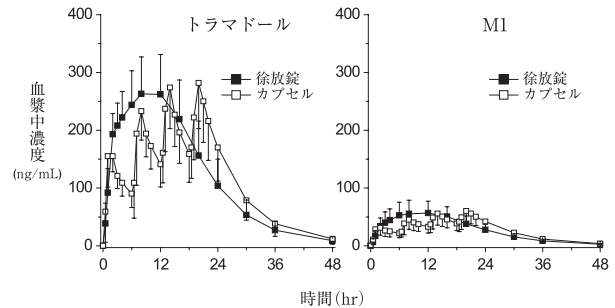 トラマドール
M1
400
300
200
100
0
血漿中濃度
(ng/mL)
徐放錠
カプセル
0 12 24 36 48
400
300
200
100
0
徐放錠
カプセル
0 12 24 36 48
時間(hr)